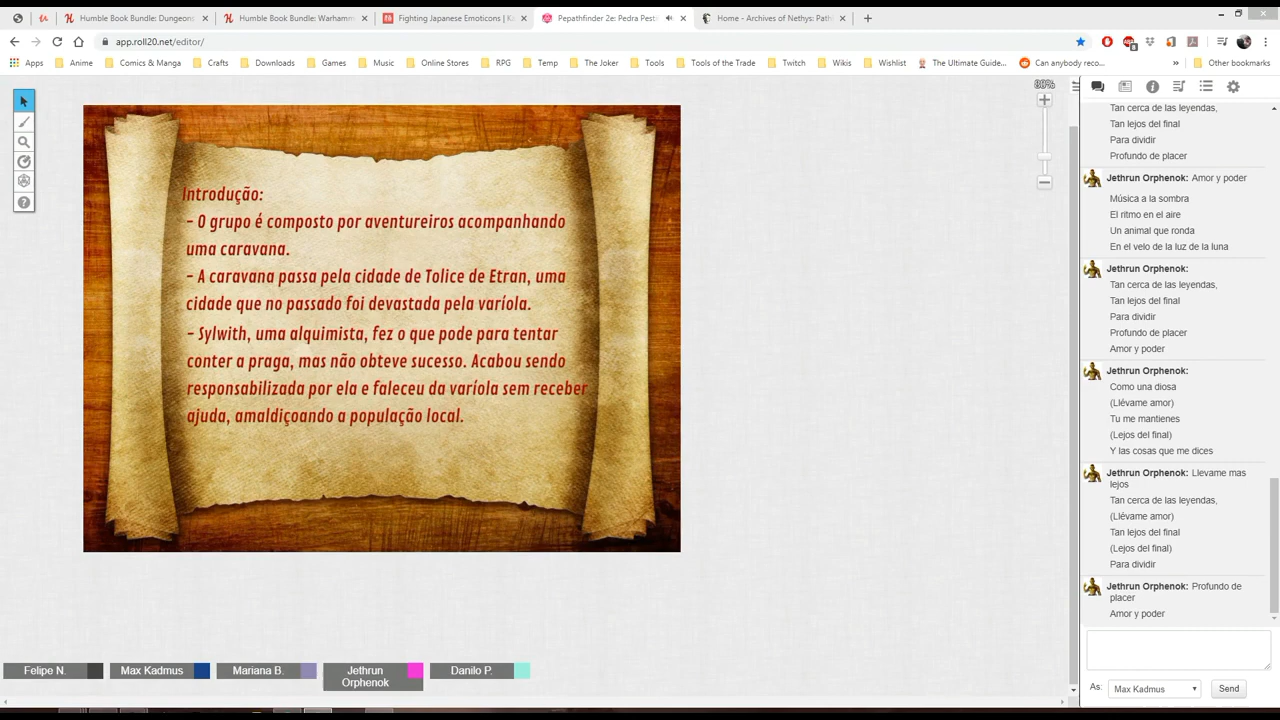 Humble Book Bundle: Dungeons
Humble Book Bundle: Warhamm
Fighting Japanese Emoticons | Ka
Pepathfinder 2e: Pedra Pest
Home - Archives of Nethys: Path
app.roll20.net/editor/
Apps Anime Comics & Manga Crafts Downloads Games Music Online Stores RPG Temp The Joker Tools Tools of the Trade Twitch Wikis Wishlist The Ultimate Guide... Can anybody reco... » Other bookmarks
80%
Introdução:
- O grupo é composto por aventureiros acompanhando
uma caravana.
- A caravana passa pela cidade de Tolice de Etran, uma
cidade que no passado foi devastada pela varíola.
- Sylwith, uma alquimista, fez o que pode para tentar
conter a praga, mas não obteve sucesso. Acabou sendo
responsabilizada por ela e faleceu da varíola sem receber
ajuda, amaldiçoando a população local.
Felipe N.
Max Kadmus
Mariana B.
Jethrun
Orphenok
Danilo P.
Tan cerca de las leyendas,
Tan lejos del final
Para dividir
Profundo de placer
Jethrun Orphenok: Amor y poder
Música a la sombra
El ritmo en el aire
Un animal que ronda
En el velo de la luz de la luna
Jethrun Orphenok:
Tan cerca de las leyendas,
Tan lejos del final
Para dividir
Profundo de placer
Amor y poder
Jethrun Orphenok:
Como una diosa
(Llévame amor)
Tu me mantienes
(Lejos del final)
Y las cosas que me dices
Jethrun Orphenok: Llevame mas
lejos
Tan cerca de las leyendas,
(Llévame amor)
Tan lejos del final
(Lejos del final)
Para dividir
Jethrun Orphenok: Profundo de
placer
Amor y poder
As: Max Kadmus Send